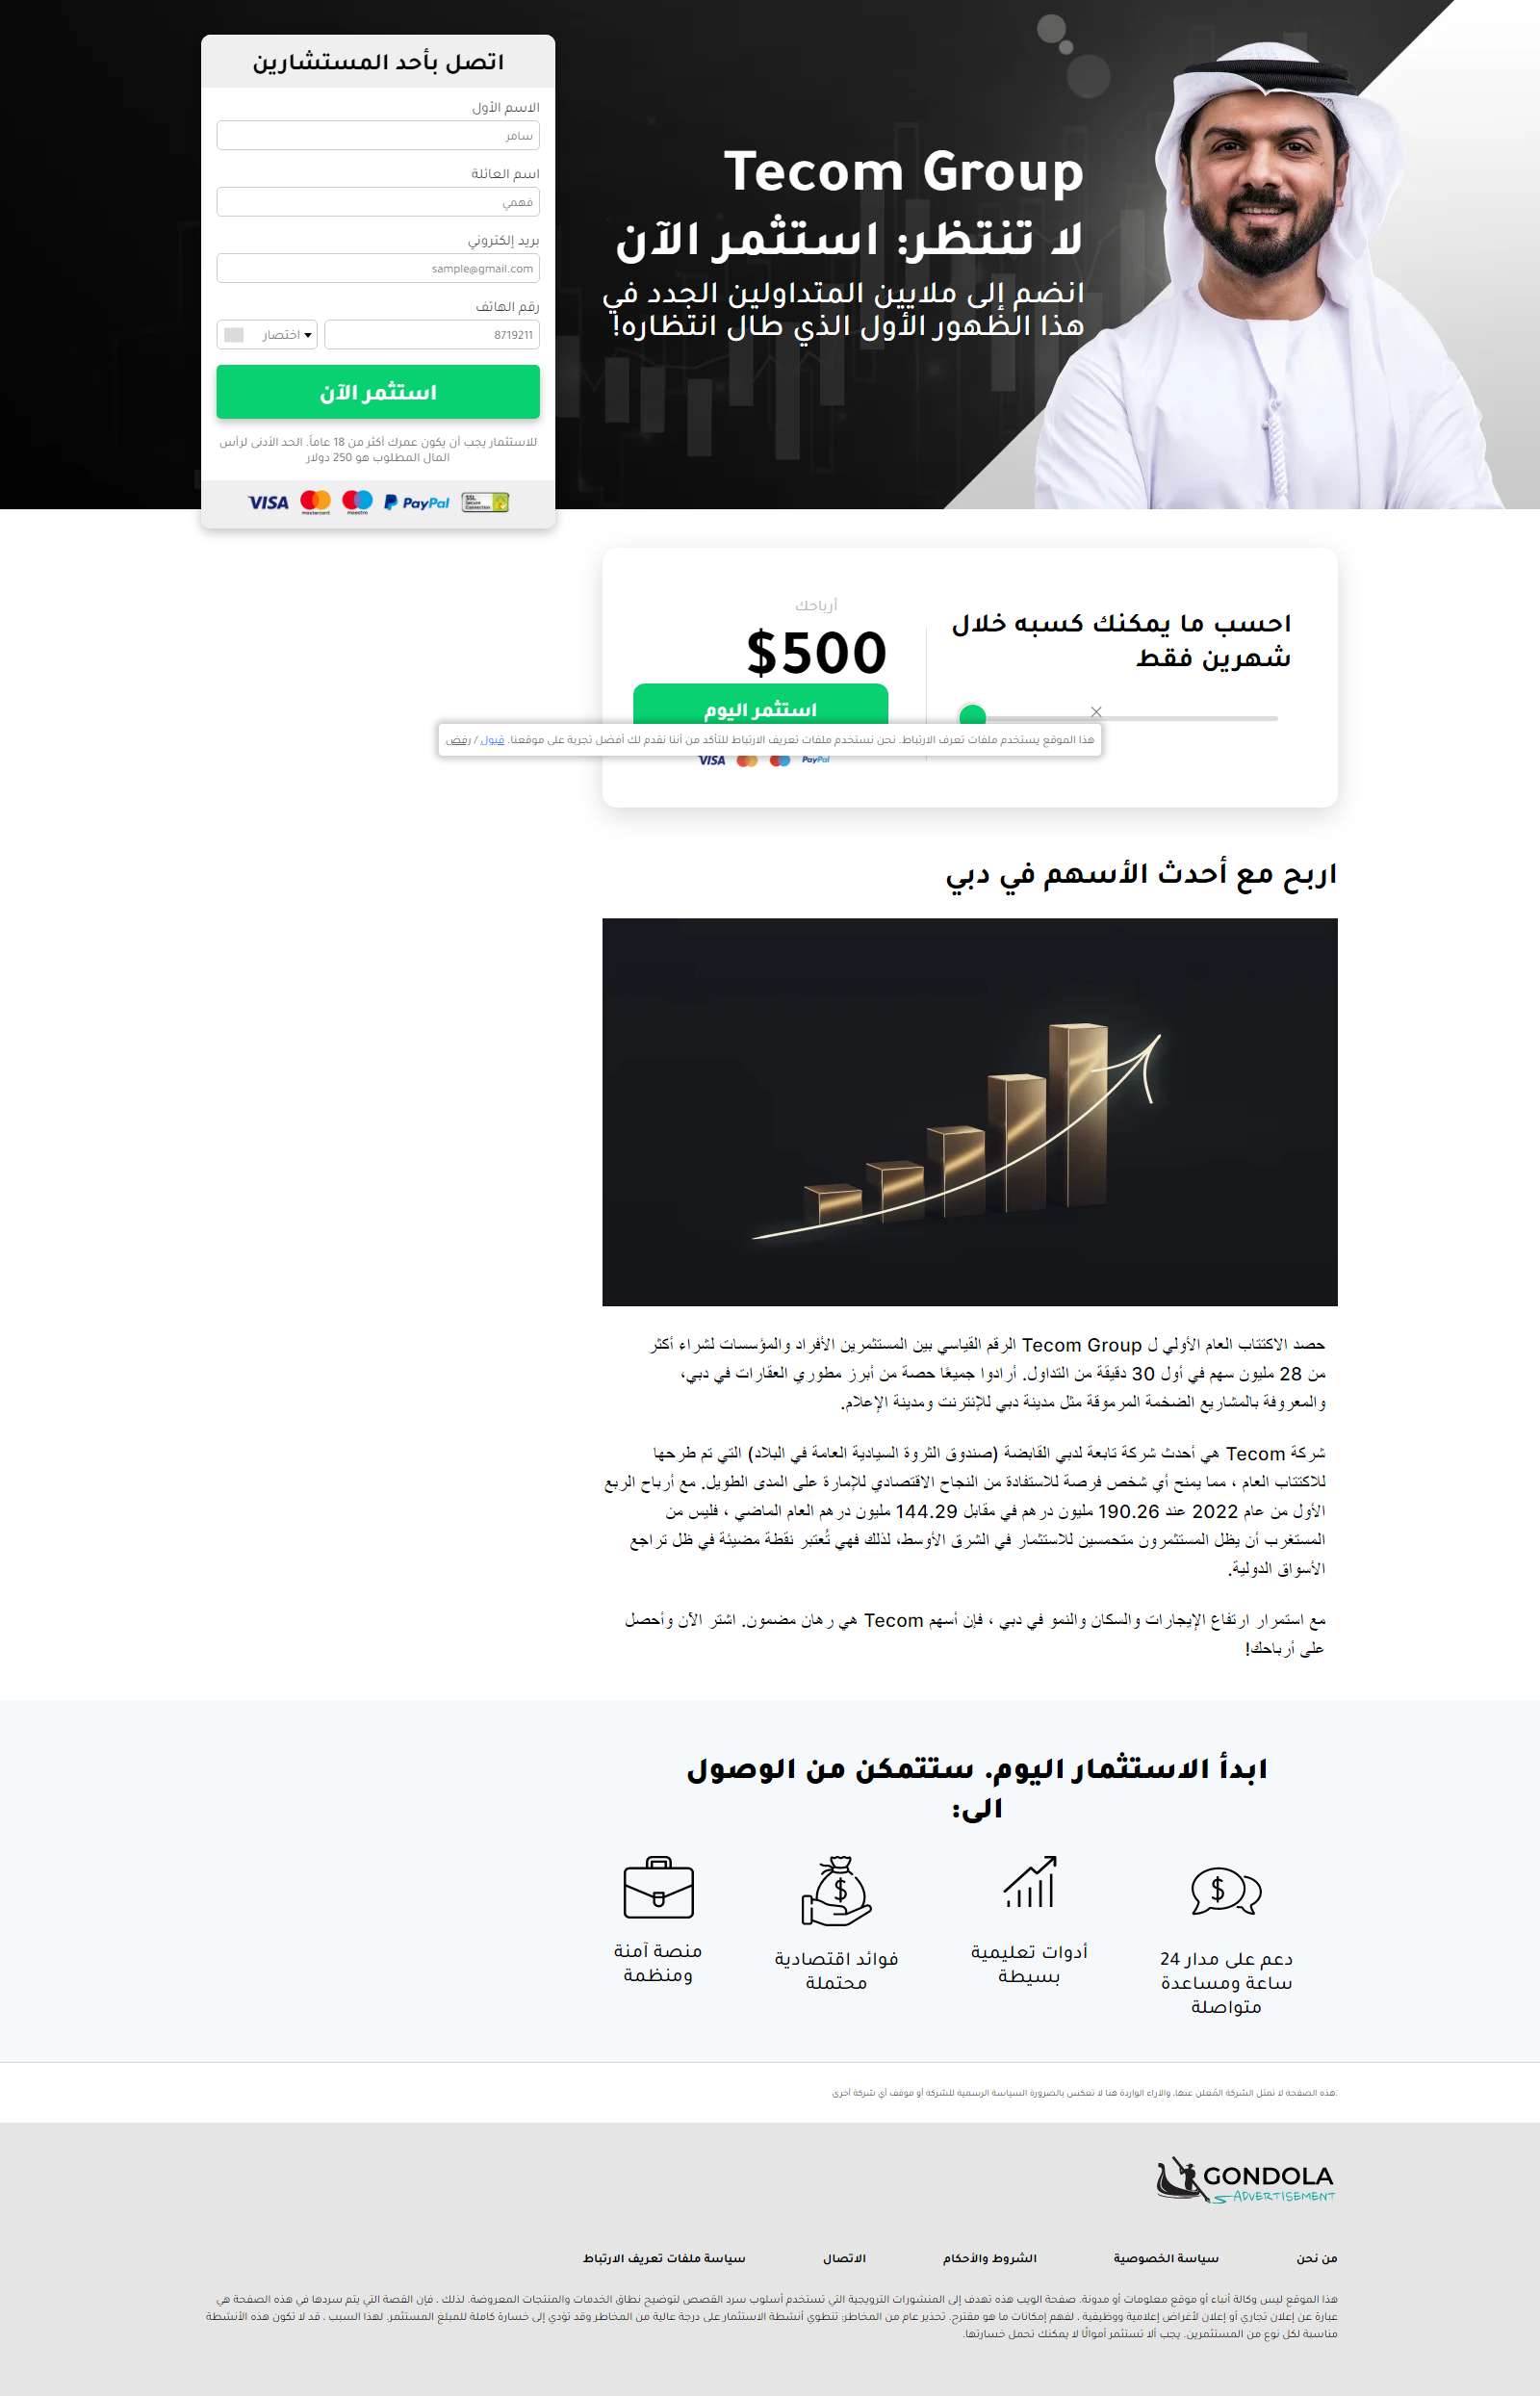 Tecom Group
لا تنتظر: استثمر الآن
انضم إلى ملايين المتداولين الجدد في
هذا الظهور الأول الذي طال انتظاره!
اتصل بأحد المستشارين
الاسم الأول
سامر
اسم العائلة
فهمي
بريد إلكتروني
sample@gmail.com
رقم الهاتف
8719211
اختصار
استثمر الآن
للاستثمار يجب أن يكون عمرك أكثر من 18 عاماً. الحد الأدنى لرأس
المال المطلوب هو 250 دولار
VISA mastercard maestro PayPal SSL Secure Connection
احسب ما يمكنك كسبه خلال
شهرين فقط
أرباحك
$500
استثمر اليوم
هذا الموقع يستخدم ملفات تعرف الارتباط. نحن نستخدم ملفات تعريف الارتباط للتأكد من أننا نقدم لك أفضل تجربة على موقعنا. قبول / رفض
VISA PayPal
اربح مع أحدث الأسهم في دبي
حصد الاكتتاب العام الأولي ل Tecom Group الرقم القياسي بين المستثمرين الأفراد والمؤسسات لشراء أكثر
من 28 مليون سهم في أول 30 دقيقة من التداول. أرادوا جميعًا حصة من أبرز مطوري العقارات في دبي،
والمعروفة بالمشاريع الضخمة المرموقة مثل مدينة دبي للإنترنت ومدينة الإعلام.
شركة Tecom هي أحدث شركة تابعة لدبي القابضة (صندوق الثروة السيادية العامة في البلاد) التي تم طرحها
للاكتتاب العام ، مما يمنح أي شخص فرصة للاستفادة من النجاح الاقتصادي للإمارة على المدى الطويل. مع أرباح الربع
الأول من عام 2022 عند 190.26 مليون درهم في مقابل 144.29 مليون درهم العام الماضي ، فليس من
المستغرب أن يظل المستثمرون متحمسين للاستثمار في الشرق الأوسط، لذلك فهي تُعتبر نقطة مضيئة في ظل تراجع
الأسواق الدولية.
مع استمرار ارتفاع الإيجارات والسكان والنمو في دبي ، فإن أسهم Tecom هي رهان مضمون. اشتر الآن وأحصل
على أرباحك!
ابدأ الاستثمار اليوم. ستتمكن من الوصول
الى:
دعم على مدار 24
ساعة ومساعدة
متواصلة
أدوات تعليمية
بسيطة
فوائد اقتصادية
محتملة
منصة آمنة
ومنظمة
هذه الصفحة لا تمثل الشركة المُعلن عنها، والآراء الواردة هنا لا تعكس بالضرورة السياسة الرسمية للشركة أو موقف أي شركة أخرى.
GONDOLA
ADVERTISEMENT
من نحن
سياسة الخصوصية
الشروط والأحكام
الاتصال
سياسة ملفات تعريف الارتباط
هذا الموقع ليس وكالة أنباء أو موقع معلومات أو مدونة. صفحة الويب هذه تهدف إلى المنشورات الترويجية التي تستخدم أسلوب سرد القصص لتوضيح نطاق الخدمات والمنتجات المعروضة. لذلك ، فإن القصة التي يتم سردها في هذه الصفحة هي
عبارة عن إعلان تجاري أو إعلان لأغراض إعلامية ووظيفية ، لفهم إمكانات ما هو مقترح. تحذير عام من المخاطر: تنطوي أنشطة الاستثمار على درجة عالية من المخاطر وقد تؤدي إلى خسارة كاملة للمبلغ المستثمر. لهذا السبب ، قد لا تكون هذه الأنشطة
مناسبة لكل نوع من المستثمرين. يجب ألا تستثمر أموالًا لا يمكنك تحمل خسارتها.